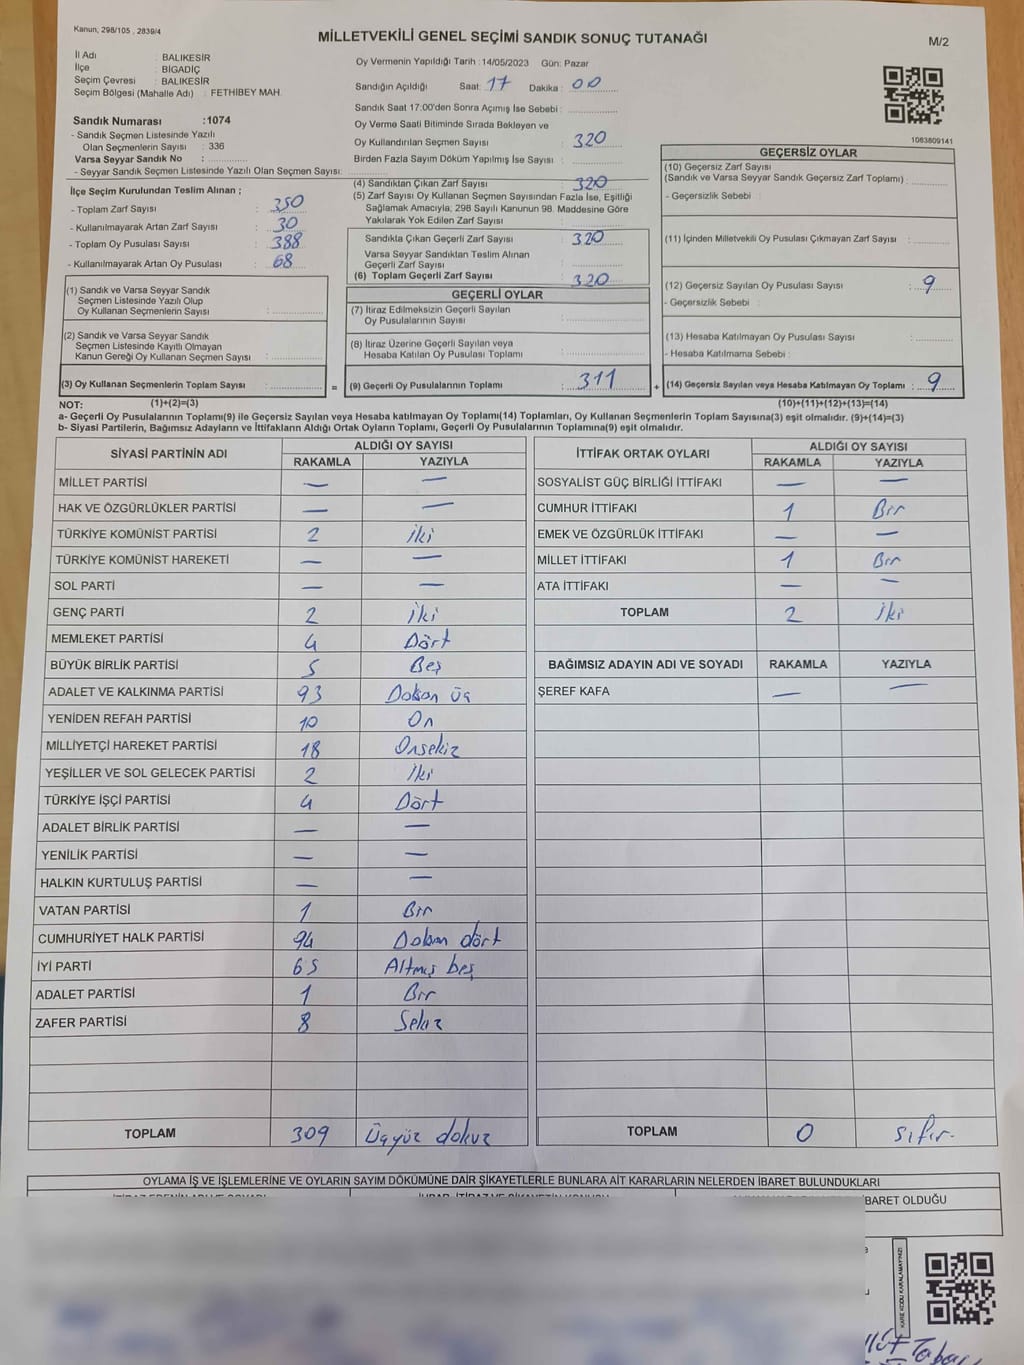 Kanun; 298/105 , 2839/4
MİLLETVEKİLİ GENEL SEÇİMİ SANDIK SONUÇ TUTANAĞI
M/2
İl Adı : BALIKESİR
İlçe : BİGADİÇ
Seçim Çevresi : BALIKESİR
Seçim Bölgesi (Mahalle Adı) : FETHİBEY MAH.
Sandık Numarası :1074
- Sandık Seçmen Listesinde Yazılı
Olan Seçmenlerin Sayısı : 336
Varsa Seyyar Sandık No :
- Seyyar Sandık Seçmen Listesinde Yazılı Olan Seçmen Sayısı:
İlçe Seçim Kurulundan Teslim Alınan ;
- Toplam Zarf Sayısı : 350
- Kullanılmayarak Artan Zarf Sayısı : 30
- Toplam Oy Pusulası Sayısı : 388
- Kullanılmayarak Artan Oy Pusulası : 68
(1) Sandık ve Varsa Seyyar Sandık
Seçmen Listesinde Yazılı Olup
Oy Kullanan Seçmenlerin Sayısı :
(2) Sandık ve Varsa Seyyar Sandık
Seçmen Listesinde Kayıtlı Olmayan
Kanun Gereği Oy Kullanan Seçmen Sayısı :
(3) Oy Kullanan Seçmenlerin Toplam Sayısı :
Oy Vermenin Yapıldığı Tarih : 14/05/2023 Gün: Pazar
Sandığın Açıldığı Saat: 17 Dakika: 00
Sandık Saat 17:00'den Sonra Açmış İse Sebebi :
Oy Verme Saati Bitiminde Sırada Bekleyen ve
Oy Kullandırılan Seçmen Sayısı : 320
Birden Fazla Sayım Döküm Yapılmış İse Sayısı :
(4) Sandıktan Çıkan Zarf Sayısı : 320
(5) Zarf Sayısı Oy Kullanan Seçmen Sayısından Fazla İse, Eşitliği
Sağlamak Amacıyla; 298 Sayılı Kanunun 98. Maddesine Göre
Yakılarak Yok Edilen Zarf Sayısı :
Sandıkta Çıkan Geçerli Zarf Sayısı : 320
Varsa Seyyar Sandıktan Teslim Alınan
Geçerli Zarf Sayısı :
(6) Toplam Geçerli Zarf Sayısı : 320
GEÇERLİ OYLAR
(7) İtiraz Edilmeksizin Geçerli Sayılan
Oy Pusulalarının Sayısı :
(8) İtiraz Üzerine Geçerli Sayılan veya
Hesaba Katılan Oy Pusulası Toplamı :
= (9) Geçerli Oy Pusulalarının Toplamı : 311
1083809141
GEÇERSİZ OYLAR
(10) Geçersiz Zarf Sayısı
(Sandık ve Varsa Seyyar Sandık Geçersiz Zarf Toplamı) :
- Geçersizlik Sebebi :
(11) İçinden Milletvekili Oy Pusulası Çıkmayan Zarf Sayısı :
(12) Geçersiz Sayılan Oy Pusulası Sayısı : 9
- Geçersizlik Sebebi :
(13) Hesaba Katılmayan Oy Pusulası Sayısı :
- Hesaba Katılmama Sebebi :
+ (14) Geçersiz Sayılan veya Hesaba Katılmayan Oy Toplamı : 9
NOT: (1)+(2)=(3) (10)+(11)+(12)+(13)=(14)
a- Geçerli Oy Pusulalarının Toplamı(9) ile Geçersiz Sayılan veya Hesaba katılmayan Oy Toplamı(14) Toplamları, Oy Kullanan Seçmenlerin Toplam Sayısına(3) eşit olmalıdır. (9)+(14)=(3)
b- Siyasi Partilerin, Bağımsız Adayların ve İttifakların Aldığı Ortak Oyların Toplamı, Geçerli Oy Pusulalarının Toplamına(9) eşit olmalıdır.
SİYASİ PARTİNİN ADI ALDIĞI OY SAYISI
RAKAMLA YAZIYLA
MİLLET PARTİSİ — —
HAK VE ÖZGÜRLÜKLER PARTİSİ — —
TÜRKİYE KOMÜNİST PARTİSİ 2 İki
TÜRKİYE KOMÜNİST HAREKETİ — —
SOL PARTİ — —
GENÇ PARTİ 2 İki
MEMLEKET PARTİSİ 4 Dört
BÜYÜK BİRLİK PARTİSİ 5 Beş
ADALET VE KALKINMA PARTİSİ 93 Doksan üç
YENİDEN REFAH PARTİSİ 10 On
MİLLİYETÇİ HAREKET PARTİSİ 18 Onsekiz
YEŞİLLER VE SOL GELECEK PARTİSİ 2 İki
TÜRKİYE İŞÇİ PARTİSİ 4 Dört
ADALET BİRLİK PARTİSİ — —
YENİLİK PARTİSİ — —
HALKIN KURTULUŞ PARTİSİ — —
VATAN PARTİSİ 1 Bir
CUMHURİYET HALK PARTİSİ 94 Doksan dört
İYİ PARTİ 65 Altmış beş
ADALET PARTİSİ 1 Bir
ZAFER PARTİSİ 8 Sekiz
TOPLAM 309 Üçyüz dokuz
İTTİFAK ORTAK OYLARI ALDIĞI OY SAYISI
RAKAMLA YAZIYLA
SOSYALİST GÜÇ BİRLİĞİ İTTİFAKI — —
CUMHUR İTTİFAKI 1 Bir
EMEK VE ÖZGÜRLÜK İTTİFAKI — —
MİLLET İTTİFAKI 1 Bir
ATA İTTİFAKI — —
TOPLAM 2 İki
BAĞIMSIZ ADAYIN ADI VE SOYADI RAKAMLA YAZIYLA
ŞEREF KAFA — —
TOPLAM 0 Sıfır.
OYLAMA İŞ VE İŞLEMLERİNE VE OYLARIN SAYIM DÖKÜMÜNE DAİR ŞİKAYETLERLE BUNLARA AİT KARARLARIN NELERDEN İBARET BULUNDUKLARI
İBARET OLDUĞU
KARE KODU KARALAMAYINIZ!